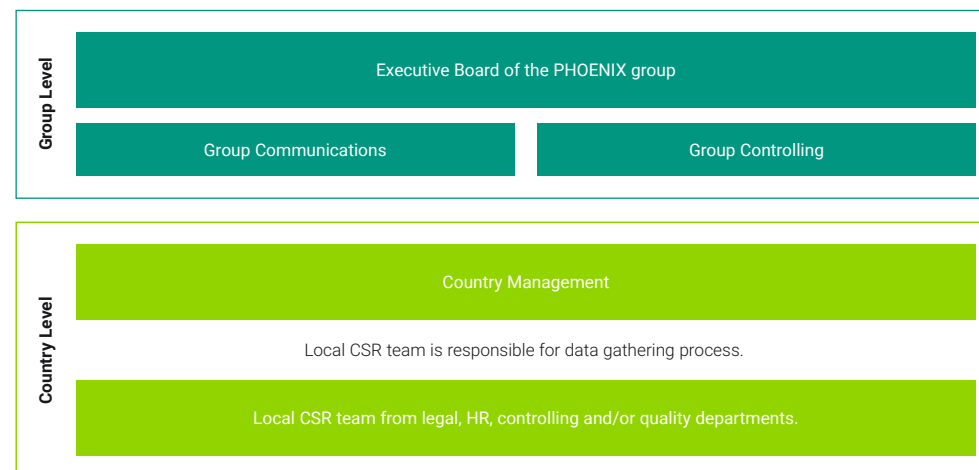 Group Level
Executive Board of the PHOENIX group
Group Communications
Group Controlling
Country Level
Country Management
Local CSR team is responsible for data gathering process.
Local CSR team from legal, HR, controlling and/or quality departments.